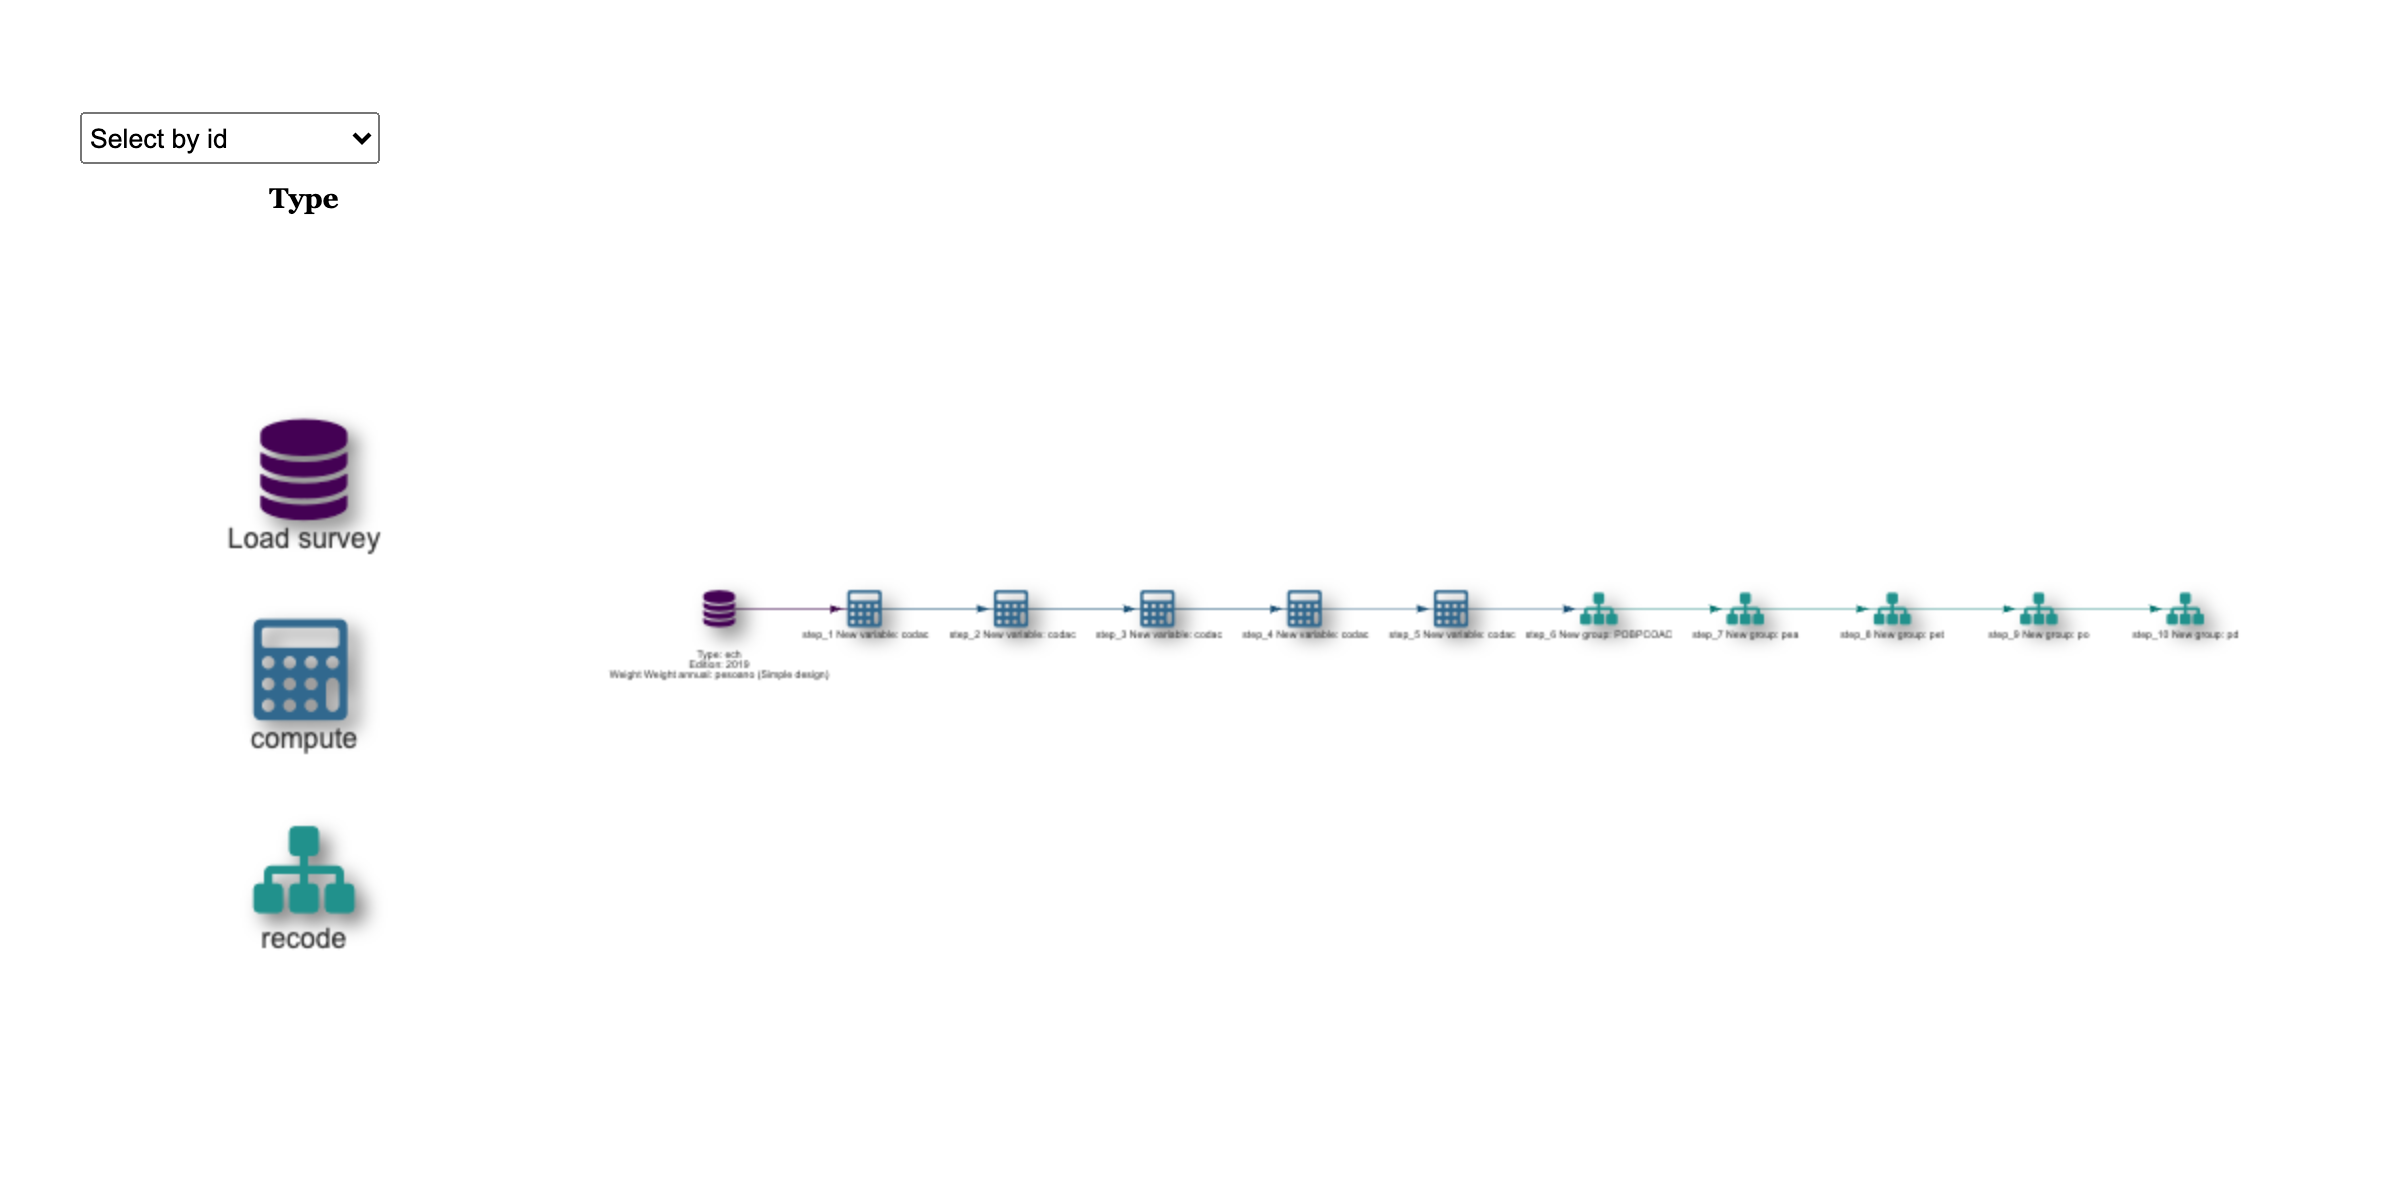 Select by id
Type
Load survey
compute
recode
step_1 New variable: codac
step_2 New variable: codac
step_3 New variable: codac
step_4 New variable: codac
step_5 New variable: codac
step_6 New group: POBPCOAC
step_7 New group: pea
step_8 New group: pet
step_9 New group: po
step_10 New group: pd
Type: ech
Edition: 2019
Weight Weight annual: pesoano (Simple design)